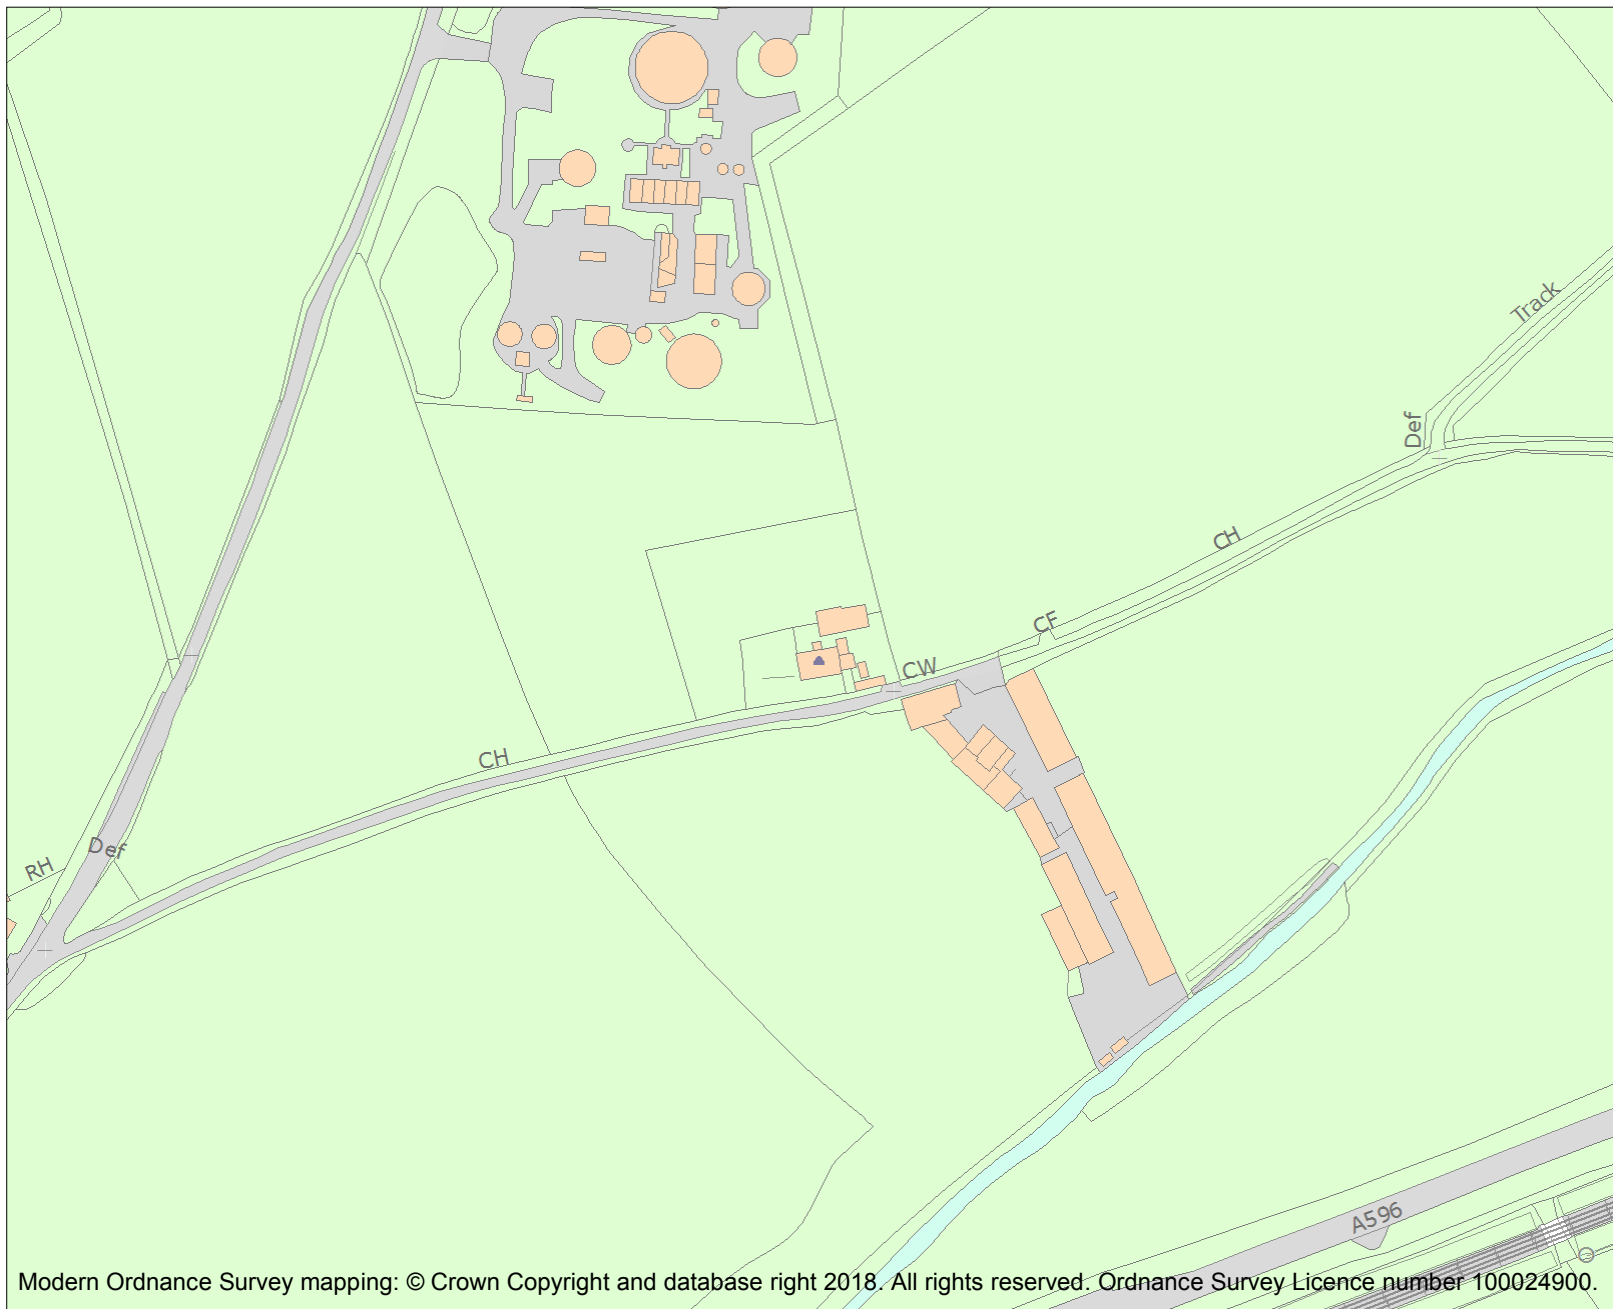 Track
Def
CH
CF
CW
CH
Def
RH
A596
Modern Ordnance Survey mapping: © Crown Copyright and database right 2018. All rights reserved. Ordnance Survey Licence number 100024900.